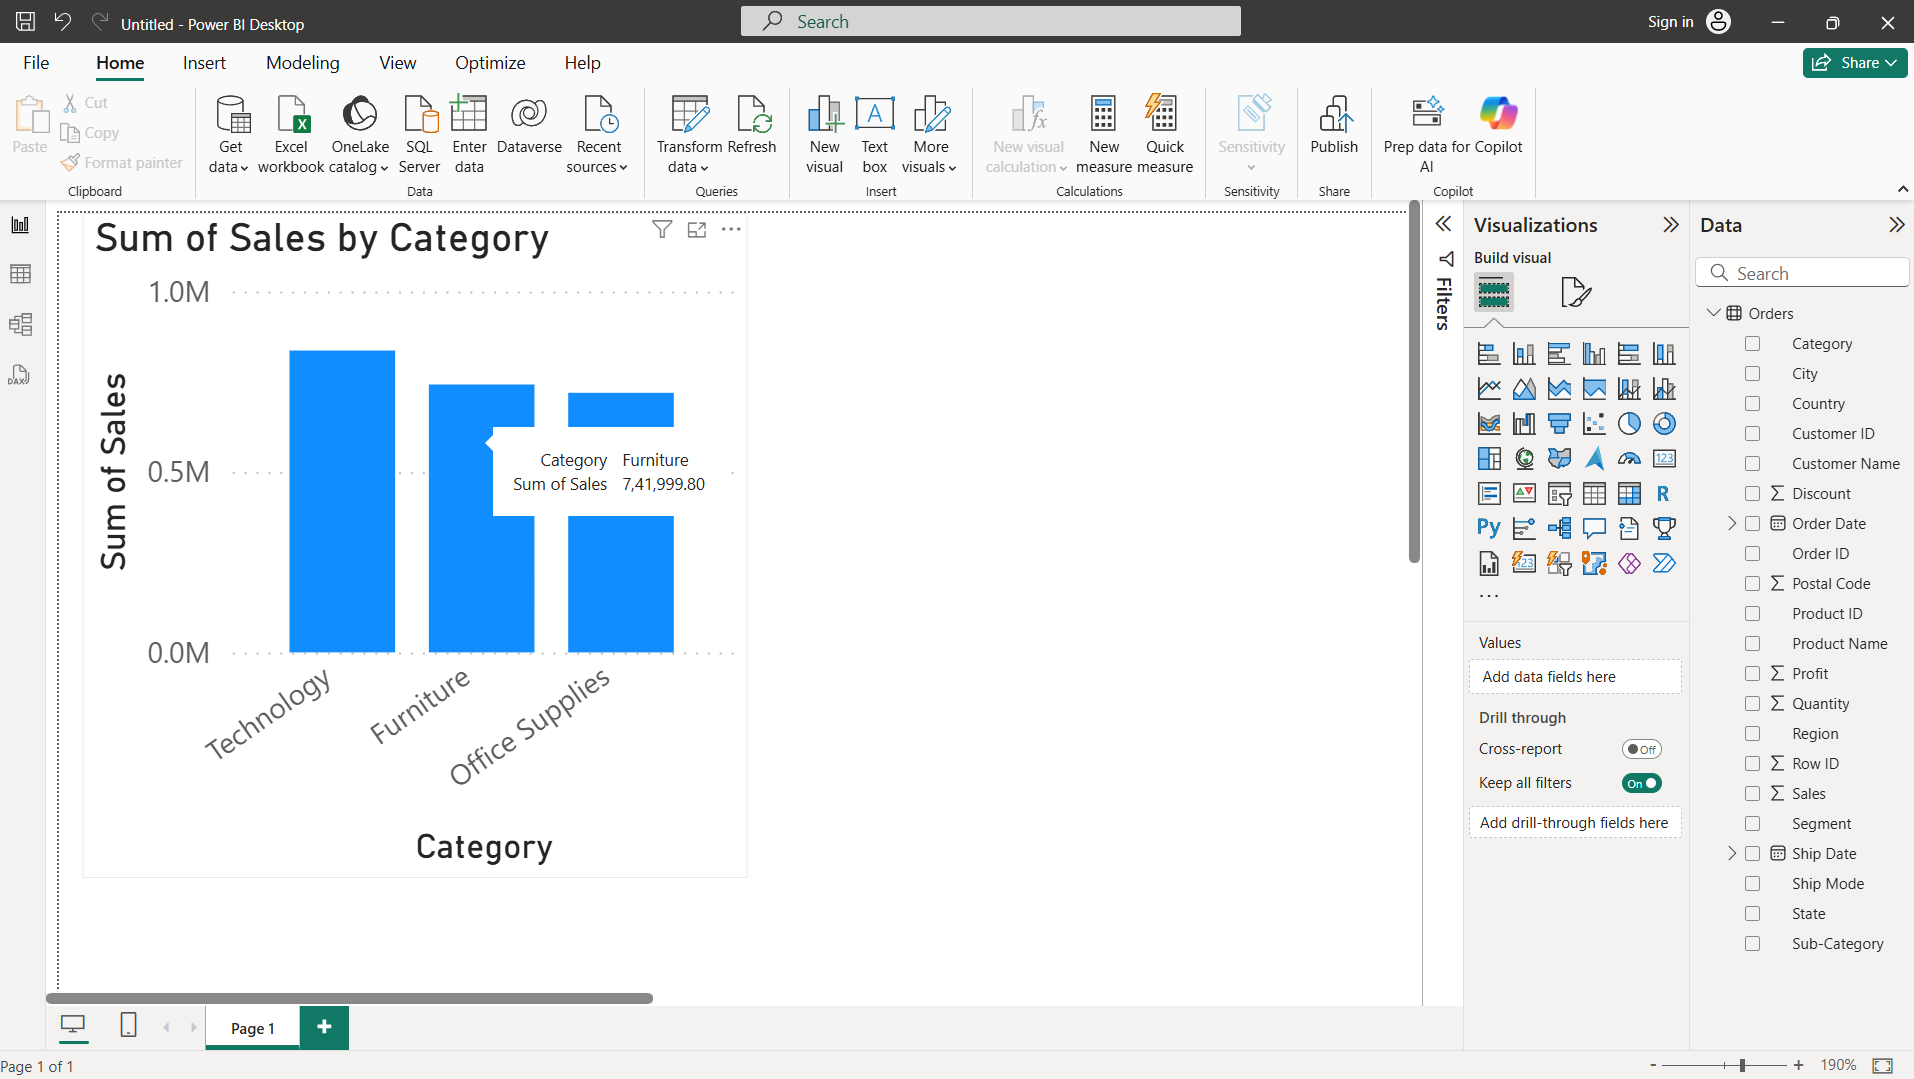 Untitled - Power BI Desktop
Search
Sign in
File
Home
Insert
Modeling
View
Optimize
Help
Share
Paste
Cut
Copy
Format painter
Clipboard
Get
data
Excel
workbook
OneLake
catalog
SQL
Server
Enter
data
Dataverse
Recent
sources
Data
Transform
data
Refresh
Queries
New
visual
Text
box
More
visuals
Insert
New visual
calculation
New
measure
Quick
measure
Calculations
Sensitivity
Sensitivity
Publish
Share
Prep data for
AI
Copilot
Copilot
DAX
Sum of Sales by Category
1.0M
0.5M
0.0M
Sum of Sales
Category Furniture
Sum of Sales 7,41,999.80
Technology
Furniture
Office Supplies
Category
Filters
Visualizations
Build visual
123
R
Py
123
Values
Add data fields here
Drill through
Cross-report
Off
Keep all filters
On
Add drill-through fields here
Data
Search
Orders
Category
City
Country
Customer ID
Customer Name
Discount
Order Date
Order ID
Postal Code
Product ID
Product Name
Profit
Quantity
Region
Row ID
Sales
Segment
Ship Date
Ship Mode
State
Sub-Category
Page 1
Page 1 of 1
190%